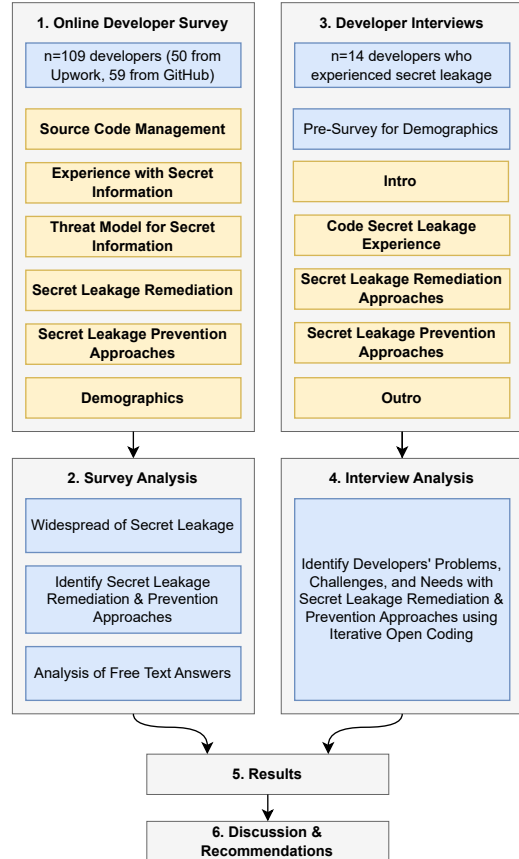 1. Online Developer Survey
n=109 developers (50 from
Upwork, 59 from GitHub)
Source Code Management
Experience with Secret
Information
Threat Model for Secret
Information
Secret Leakage Remediation
Secret Leakage Prevention
Approaches
Demographics
3. Developer Interviews
n=14 developers who
experienced secret leakage
Pre-Survey for Demographics
Intro
Code Secret Leakage
Experience
Secret Leakage Remediation
Approaches
Secret Leakage Prevention
Approaches
Outro
2. Survey Analysis
Widespread of Secret Leakage
Identify Secret Leakage
Remediation & Prevention
Approaches
Analysis of Free Text Answers
4. Interview Analysis
Identify Developers' Problems,
Challenges, and Needs with
Secret Leakage Remediation &
Prevention Approaches using
Iterative Open Coding
5. Results
6. Discussion &
Recommendations